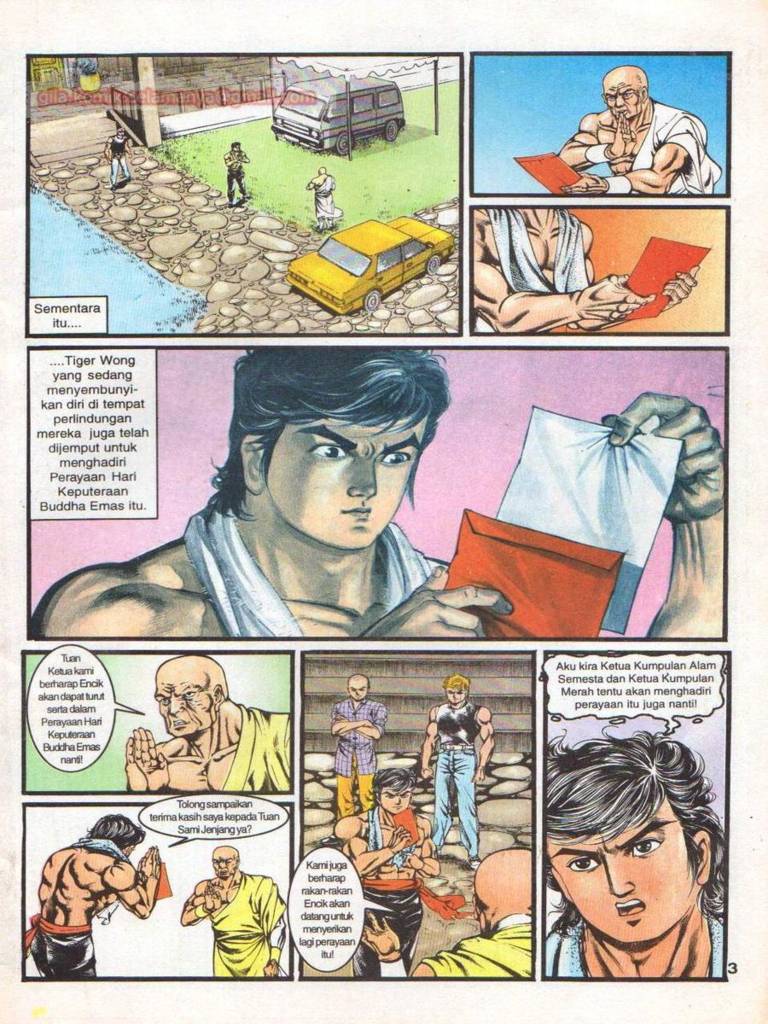 Sementara
itu....
....Tiger Wong
yang sedang
menyembunyi-
kan diri di tempat
perlindungan
mereka juga telah
dijemput untuk
menghadiri
Perayaan Hari
Keputeraan
Buddha Emas itu.
Tuan
Ketua kami
berharap Encik
akan dapat turut
serta dalam
Perayaan Hari
Keputeraan
Buddha Emas
nanti!
Tolong sampaikan
terima kasih saya kepada Tuan
Sami Jenjang ya?
Kami juga
berharap
rakan-rakan
Encik akan
datang untuk
menyerikan
lagi perayaan
itu!
Aku kira Ketua Kumpulan Alam
Semesta dan Ketua Kumpulan
Merah tentu akan menghadiri
perayaan itu juga nanti!
3